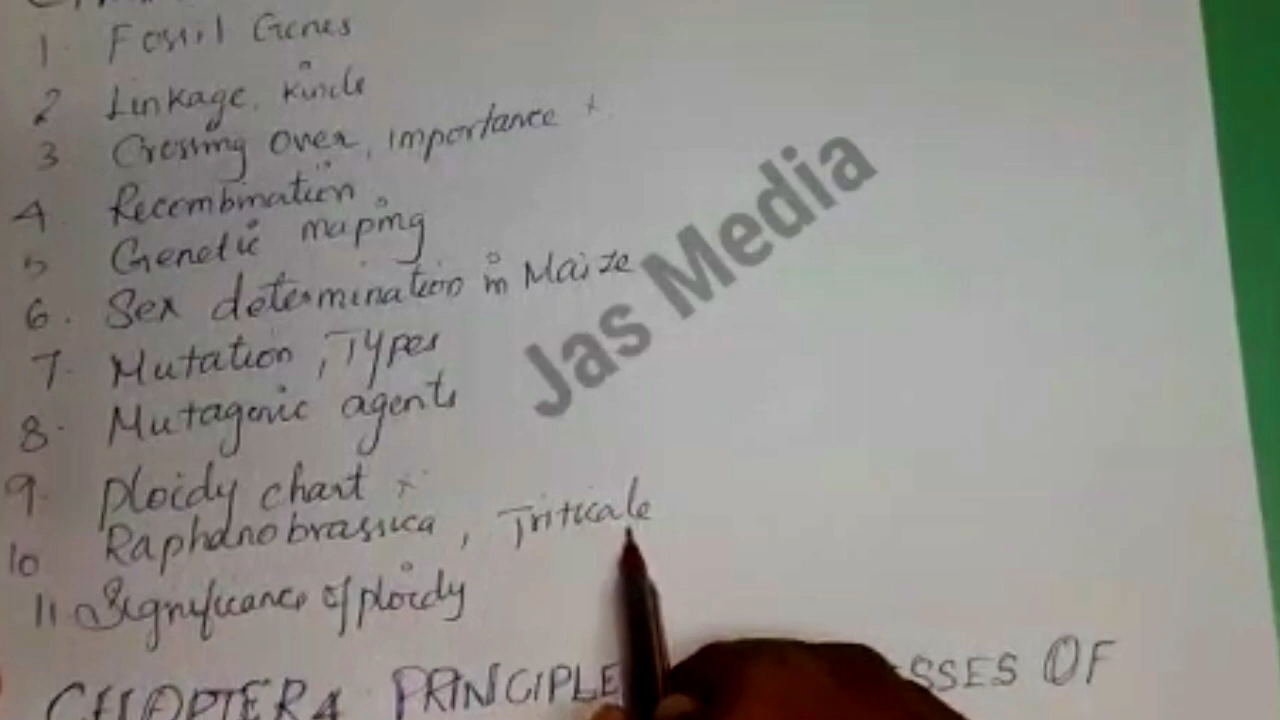 1. Fossil Genes
2 Linkage, kinds
3 Crossing over, importance x
4. Recombination
5 Genetic maping
6. Sex determination in Maize
7. Mutation, Types
8. Mutagenic agents
9. Ploidy chart x
10 Raphanobrassica, Triticale
11 Significance of ploidy
CHAPTER 4 PRINCIPLE SSES OF
Jas Media